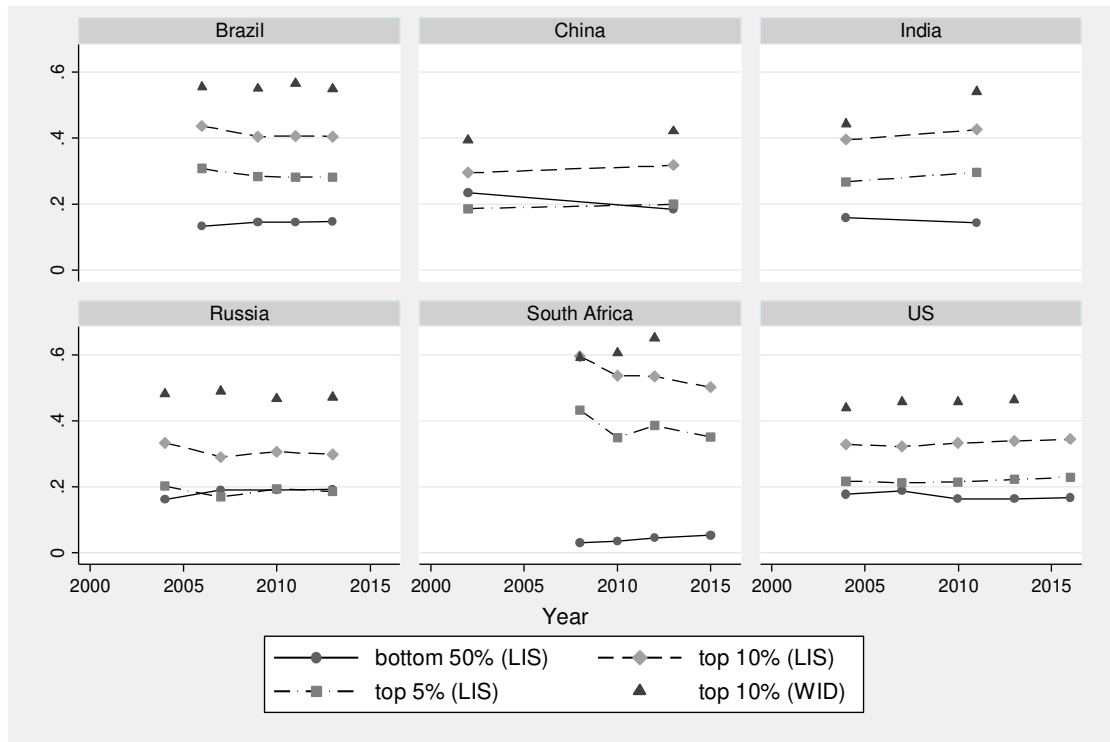 Brazil China India
.6
.4
.2
0
Russia South Africa US
.6
.4
.2
0
2000 2005 2010 2015 2000 2005 2010 2015 2000 2005 2010 2015
Year
bottom 50% (LIS) top 10% (LIS)
top 5% (LIS) top 10% (WID)